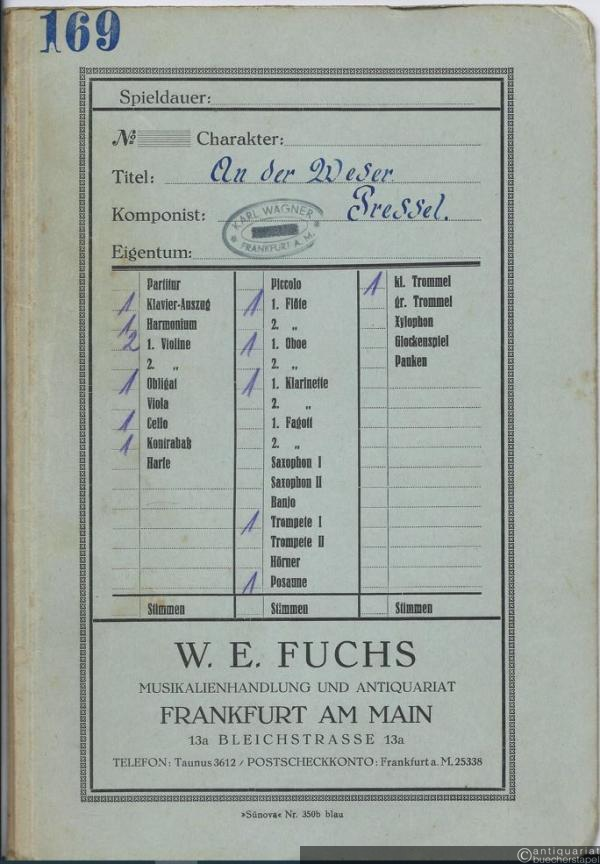 169
Spieldauer:
№ Charakter:
Titel: An der Weser
Komponist: Pressel.
KARL WAGNER
FRANKFURT A. M.
Eigentum:
Partitur
1 Klavier-Auszug
1 Harmonium
2 1. Violine
2. „
1 Obligat
Viola
1 Cello
1 Kontrabaß
Harfe
Stimmen
Piccolo
1 1. Flöte
2. „
1 1. Oboe
2. „
1 1. Klarinette
2. „
1. Fagott
2. „
Saxophon I
Saxophon II
Banjo
1 Trompete I
Trompete II
Hörner
1 Posaune
Stimmen
1 kl. Trommel
gr. Trommel
Xylophon
Glockenspiel
Pauken
Stimmen
W. E. FUCHS
MUSIKALIENHANDLUNG UND ANTIQUARIAT
FRANKFURT AM MAIN
13a BLEICHSTRASSE 13a
TELEFON: Taunus 3612 / POSTSCHECKKONTO: Frankfurt a. M. 25338
»Sünova« Nr. 350b blau
©antiquariat
buecherstapel